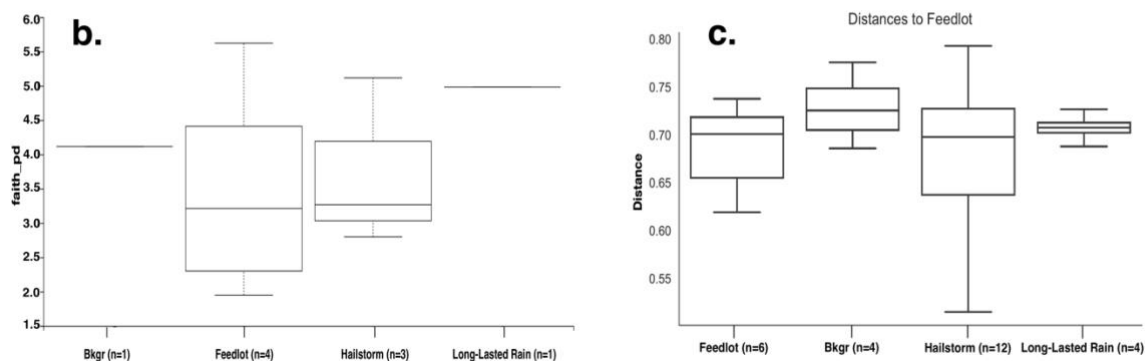 b.
6.0
5.5
5.0
4.5
4.0
3.5
3.0
2.5
2.0
1.5
faith_pd
Bkgr (n=1) Feedlot (n=4) Hailstorm (n=3) Long-Lasted Rain (n=1)
c.
Distances to Feedlot
0.80
0.75
0.70
0.65
0.60
0.55
Distance
Feedlot (n=6) Bkgr (n=4) Hailstorm (n=12) Long-Lasted Rain (n=4)